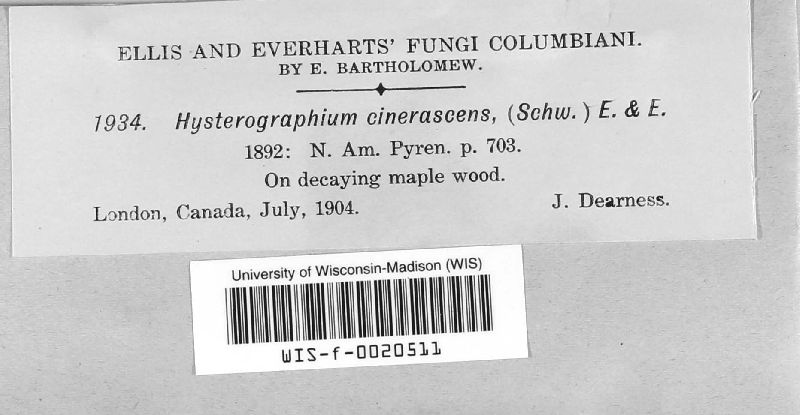 ELLIS AND EVERHARTS' FUNGI COLUMBIANI.
BY E. BARTHOLOMEW.
1934. Hysterographium cinerascens, (Schw.) E. & E.
1892: N. Am. Pyren. p. 703.
On decaying maple wood.
London, Canada, July, 1904. J. Dearness.
University of Wisconsin-Madison (WIS)
WIS-f-0020511